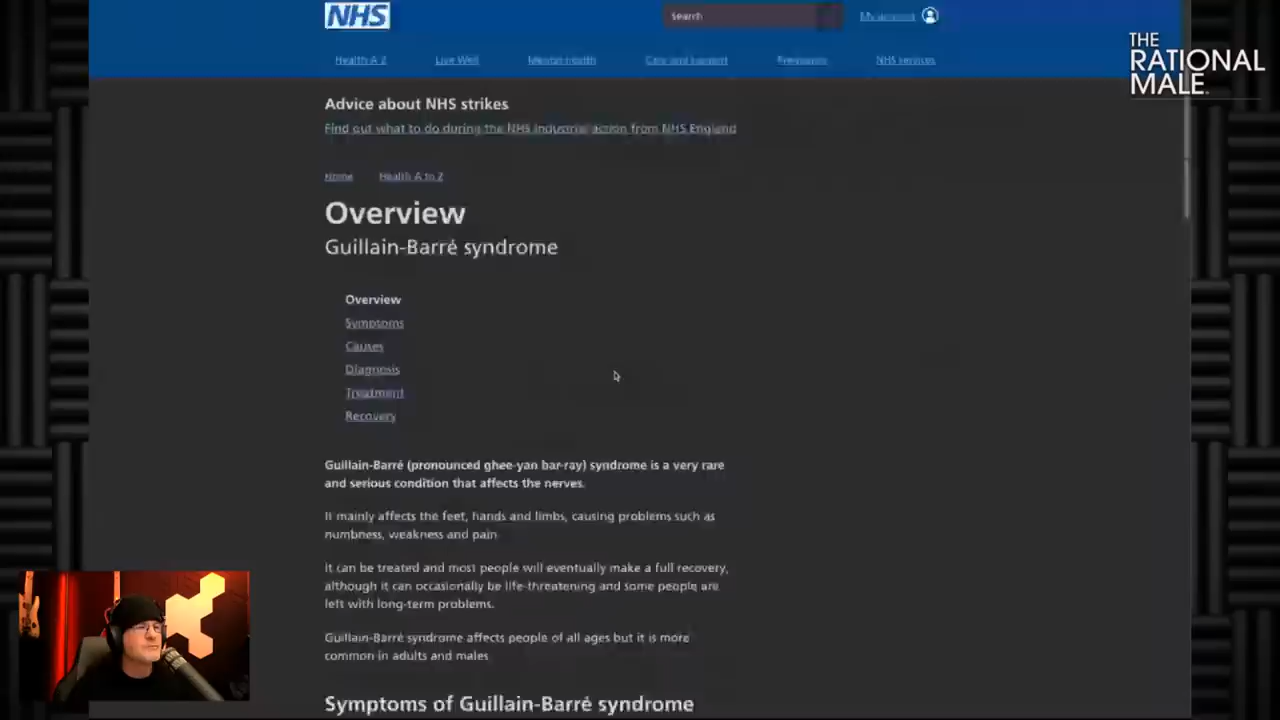 NHS
Search
My account
THE
RATIONAL
MALE
Health A-Z
Live Well
Mental health
Care and support
Pregnancy
NHS services
Advice about NHS strikes
Find out what to do during the NHS industrial action from NHS England
Home
Health A to Z
Overview
Guillain-Barré syndrome
Overview
Symptoms
Causes
Diagnosis
Treatment
Recovery
Guillain-Barré (pronounced ghee-yan bar-ray) syndrome is a very rare
and serious condition that affects the nerves.
It mainly affects the feet, hands and limbs, causing problems such as
numbness, weakness and pain
It can be treated and most people will eventually make a full recovery,
although it can occasionally be life-threatening and some people are
left with long-term problems.
Guillain-Barré syndrome affects people of all ages but it is more
common in adults and males
Symptoms of Guillain-Barré syndrome